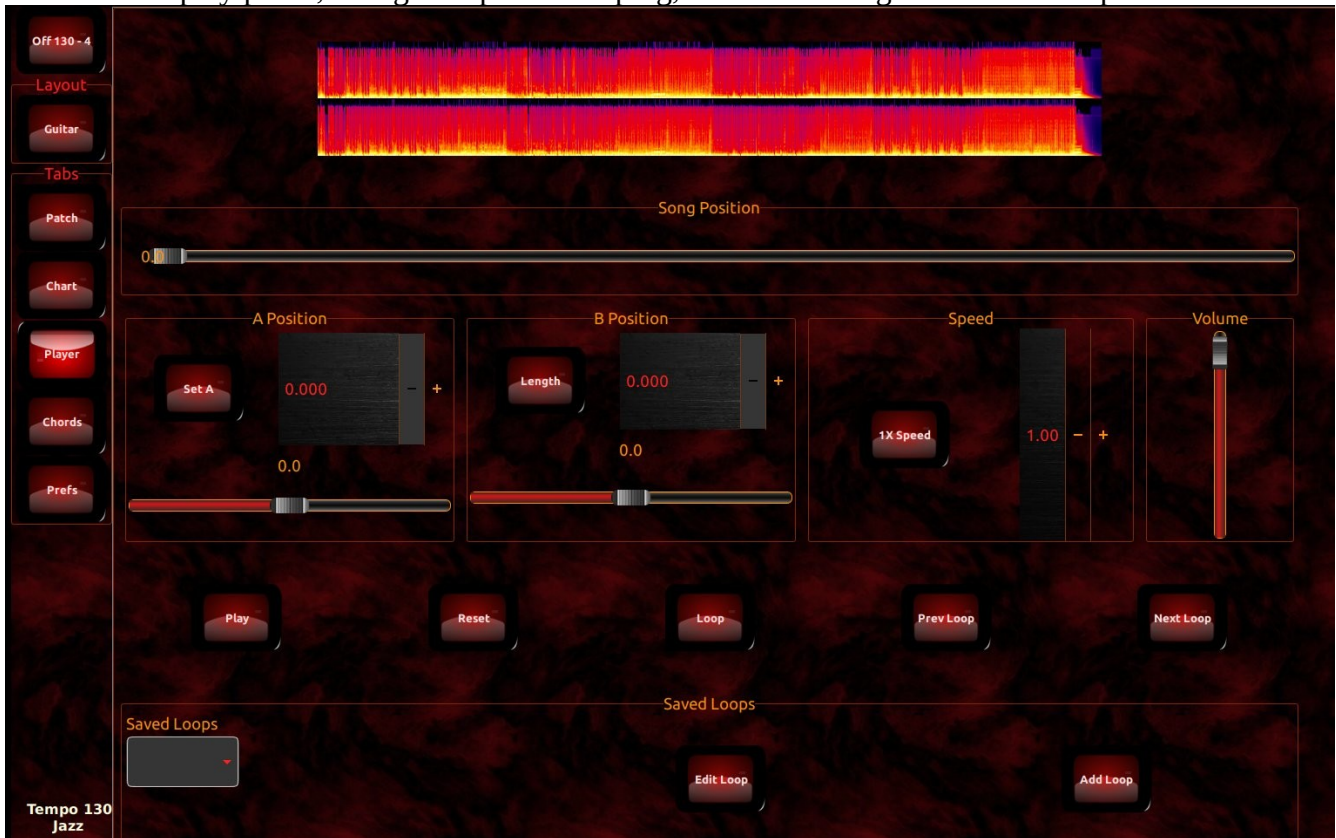 Off 130 - 4
Layout
Guitar
Tabs
Patch
Chart
Player
Chords
Prefs
Tempo 130
Jazz
Song Position
0.0
A Position
Set A
0.000
-
+
0.0
B Position
Length
0.000
-
+
0.0
Speed
1X Speed
1.00
-
+
Volume
Play
Reset
Loop
Prev Loop
Next Loop
Saved Loops
Saved Loops
Edit Loop
Add Loop